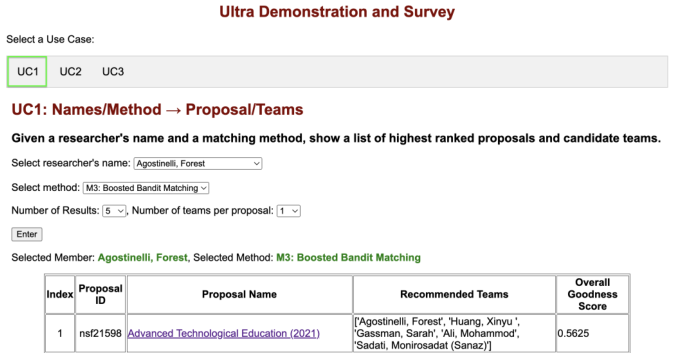 Ultra Demonstration and Survey
Select a Use Case:
UC1 UC2 UC3
UC1: Names/Method → Proposal/Teams
Given a researcher's name and a matching method, show a list of highest ranked proposals and candidate teams.
Select researcher's name: Agostinelli, Forest
Select method: M3: Boosted Bandit Matching
Number of Results: 5 , Number of teams per proposal: 1
Enter
Selected Member: Agostinelli, Forest, Selected Method: M3: Boosted Bandit Matching
Index Proposal ID Proposal Name Recommended Teams Overall Goodness Score
1 nsf21598 Advanced Technological Education (2021) ['Agostinelli, Forest', 'Huang, Xinyu ', 'Gassman, Sarah', 'Ali, Mohammod', 'Sadati, Monirosadat (Sanaz)'] 0.5625